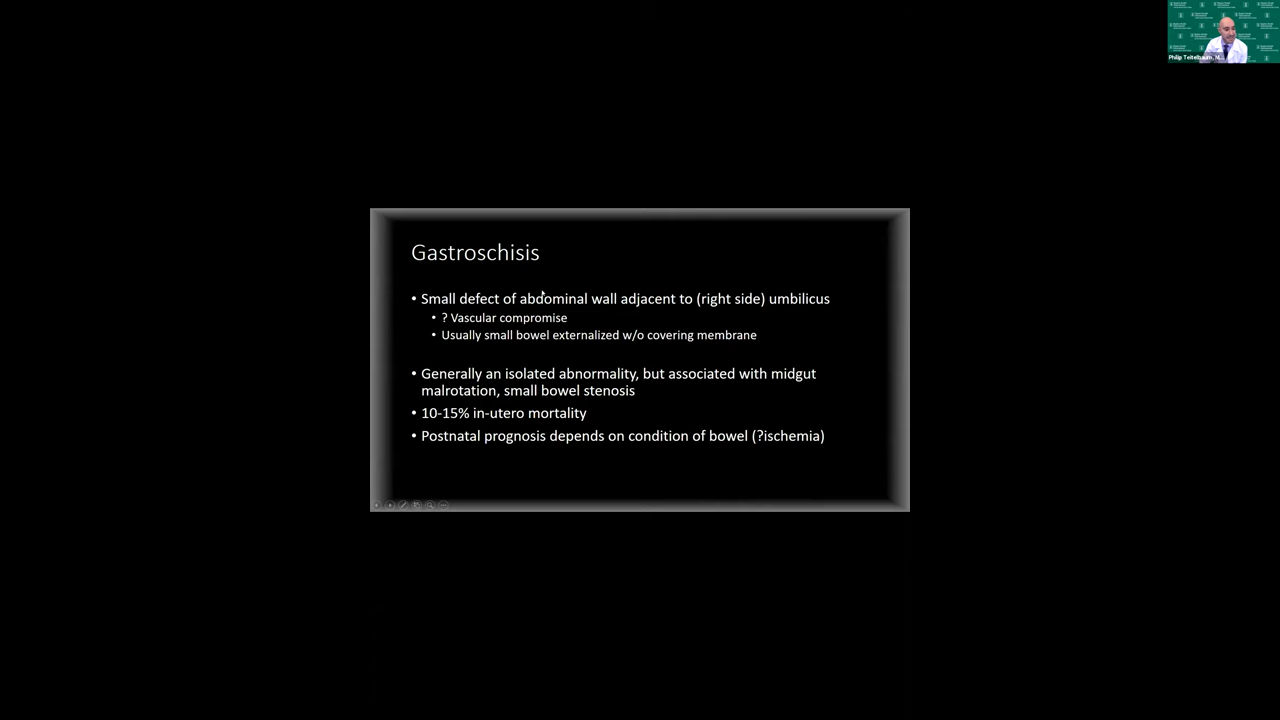 Philip Teitelbaum, M...
Gastroschisis
• Small defect of abdominal wall adjacent to (right side) umbilicus
• ? Vascular compromise
• Usually small bowel externalized w/o covering membrane
• Generally an isolated abnormality, but associated with midgut
malrotation, small bowel stenosis
• 10-15% in-utero mortality
• Postnatal prognosis depends on condition of bowel (?ischemia)